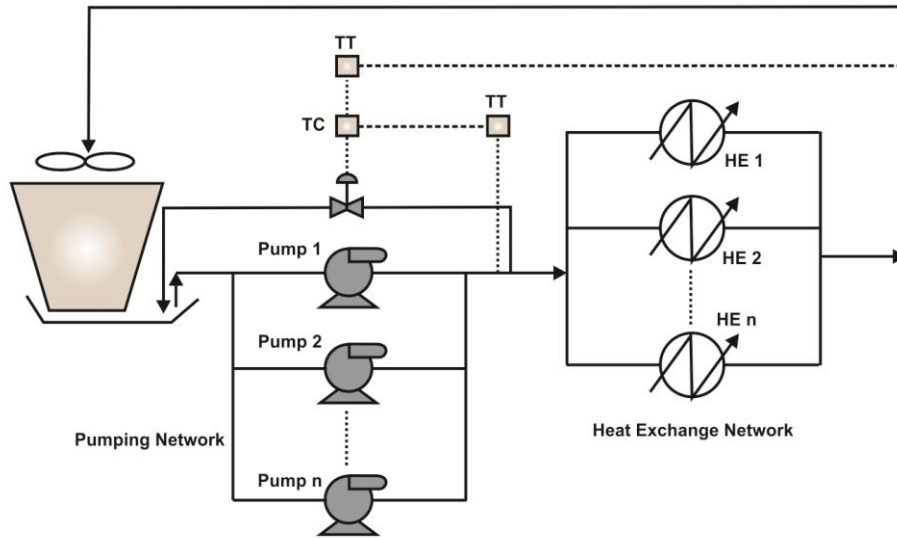 TT
TC
TT
HE 1
HE 2
HE n
Pump 1
Pump 2
Pump n
Pumping Network
Heat Exchange Network